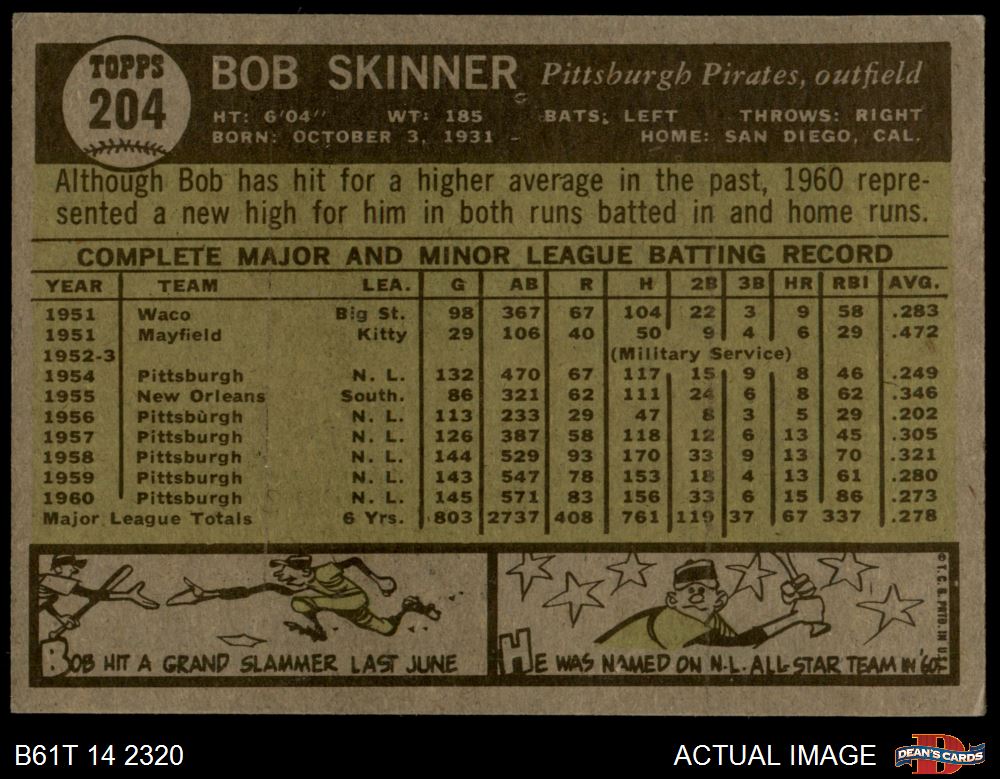 TOPPS
204
BOB SKINNER Pittsburgh Pirates, outfield
HT: 6'04" WT: 185 BATS: LEFT THROWS: RIGHT
BORN: OCTOBER 3, 1931 - HOME: SAN DIEGO, CAL.
Although Bob has hit for a higher average in the past, 1960 repre-
sented a new high for him in both runs batted in and home runs.
COMPLETE MAJOR AND MINOR LEAGUE BATTING RECORD
YEAR TEAM LEA. G AB R H 2B 3B HR RBI AVG.
1951 Waco Big St. 98 367 67 104 22 3 9 58 .283
1951 Mayfield Kitty 29 106 40 50 9 4 6 29 .472
1952-3 (Military Service)
1954 Pittsburgh N. L. 132 470 67 117 15 9 8 46 .249
1955 New Orleans South. 86 321 62 111 24 6 8 62 .346
1956 Pittsburgh N. L. 113 233 29 47 8 3 5 29 .202
1957 Pittsburgh N. L. 126 387 58 118 12 6 13 45 .305
1958 Pittsburgh N. L. 144 529 93 170 33 9 13 70 .321
1959 Pittsburgh N. L. 143 547 78 153 18 4 13 61 .280
1960 Pittsburgh N. L. 145 571 83 156 33 6 15 86 .273
Major League Totals 6 Yrs. 803 2737 408 761 119 37 67 337 .278
BOB HIT A GRAND SLAMMER LAST JUNE
HE WAS NAMED ON N.L. ALL-STAR TEAM IN '60!
© T. C. G. PRTD. IN U.S.
B61T 14 2320
ACTUAL IMAGE
DEAN'S CARDS